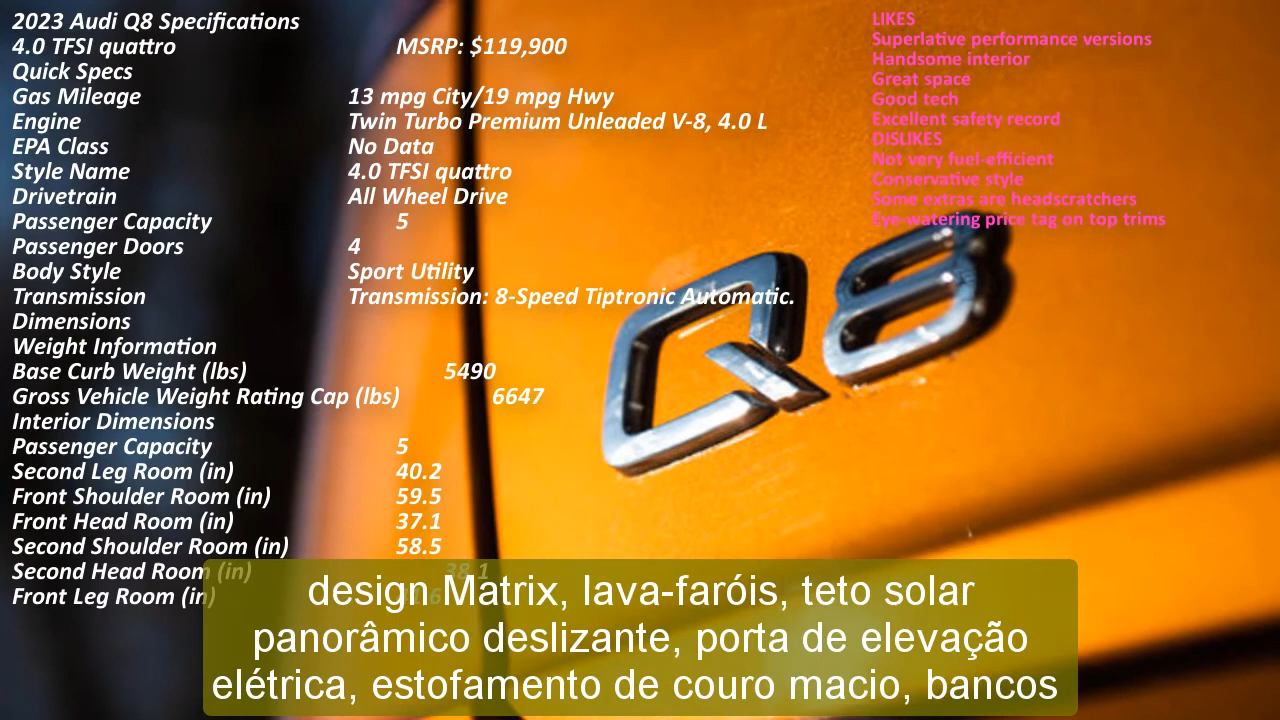 2023 Audi Q8 Specifications
4.0 TFSI quattro MSRP: $119,900
Quick Specs
Gas Mileage 13 mpg City/19 mpg Hwy
Engine Twin Turbo Premium Unleaded V-8, 4.0 L
EPA Class No Data
Style Name 4.0 TFSI quattro
Drivetrain All Wheel Drive
Passenger Capacity 5
Passenger Doors 4
Body Style Sport Utility
Transmission Transmission: 8-Speed Tiptronic Automatic.
Dimensions
Weight Information
Base Curb Weight (lbs) 5490
Gross Vehicle Weight Rating Cap (lbs) 6647
Interior Dimensions
Passenger Capacity 5
Second Leg Room (in) 40.2
Front Shoulder Room (in) 59.5
Front Head Room (in) 37.1
Second Shoulder Room (in) 58.5
Second Head Room (in) 38.1
Front Leg Room (in)
LIKES
Superlative performance versions
Handsome interior
Great space
Good tech
Excellent safety record
DISLIKES
Not very fuel-efficient
Conservative style
Some extras are headscratchers
Eye-watering price tag on top trims
Q8
design Matrix, lava-faróis, teto solar
panorâmico deslizante, porta de elevação
elétrica, estofamento de couro macio, bancos